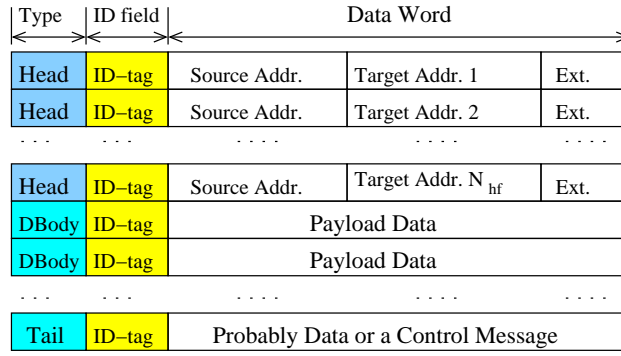 Type ID field Data Word
Head ID–tag Source Addr. Target Addr. 1 Ext.
Head ID–tag Source Addr. Target Addr. 2 Ext.
. . . . . . . . . . . . . . . . . .
Head ID–tag Source Addr. Target Addr. N hf Ext.
DBody ID–tag Payload Data
DBody ID–tag Payload Data
. . . . . . . . . . . . . . . . . .
Tail ID–tag Probably Data or a Control Message